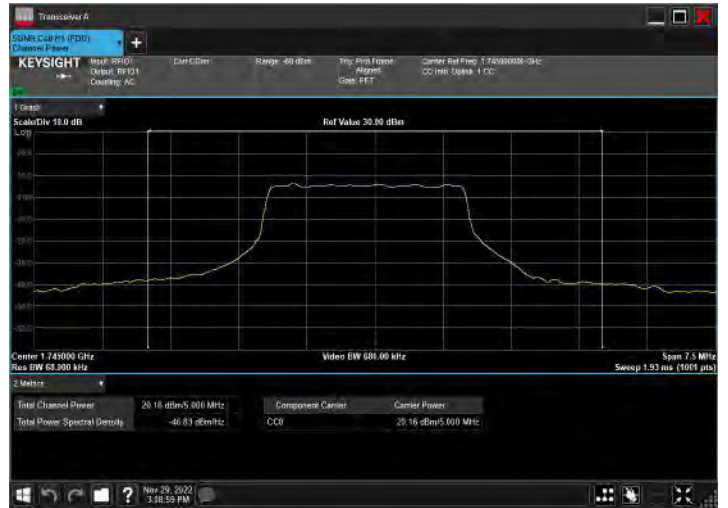 Transceiver A
5GNR Cell #1 (FDD)
Channel Power
KEYSIGHT
Input: RFIO1
Output: RFIO1
Coupling: AC
Corr CCorr
Range: -60 dBm
Trig: Prot Frame
Aligned
Gate: FFT
Carrier Ref Freq: 1.745000000 GHz
CC Info: Uplink, 1 CC
1 Graph
Scale/Div 10.0 dB
Ref Value 30.00 dBm
Log
Center 1.745000 GHz
Video BW 680.00 kHz
Span 7.5 MHz
Res BW 68.000 kHz
Sweep 1.93 ms (1001 pts)
2 Metrics
Total Channel Power
20.16 dBm/5.000 MHz
Total Power Spectral Density
-46.83 dBm/Hz
Component Carrier
Carrier Power
CC0
20.16 dBm/5.000 MHz
Nov 29, 2022
3:08:59 PM